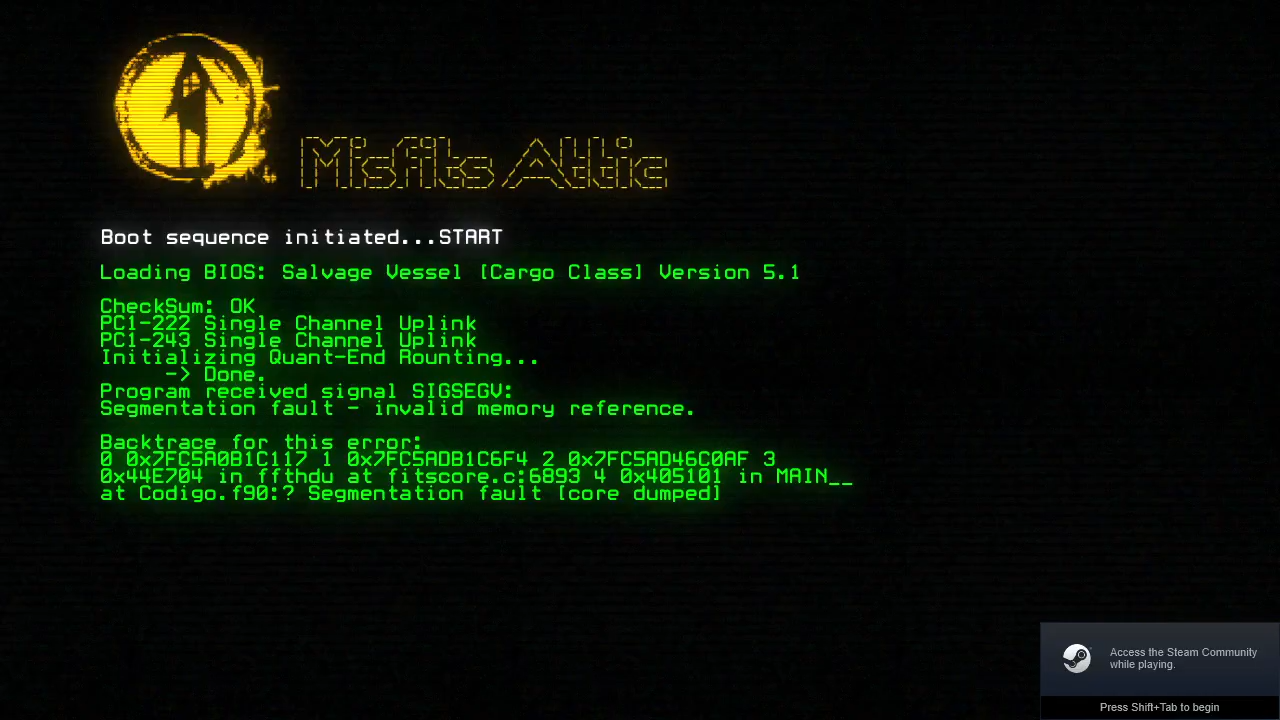 Misfits Attic
Boot sequence initiated...START
Loading BIOS: Salvage Vessel [Cargo Class] Version 5.1
CheckSum: OK
PC1-222 Single Channel Uplink
PC1-243 Single Channel Uplink
Initializing Quant-End Rounting...
-> Done.
Program received signal SIGSEGV:
Segmentation fault - invalid memory reference.
Backtrace for this error:
0 0x7FC5A0B1C117 1 0x7FC5ADB1C6F4 2 0x7FC5AD46C0AF 3
0x44E704 in ffthdu at fitscore.c:6893 4 0x405101 in MAIN__
at Codigo.f90:? Segmentation fault [core dumped]
Access the Steam Community
while playing.
Press Shift+Tab to begin